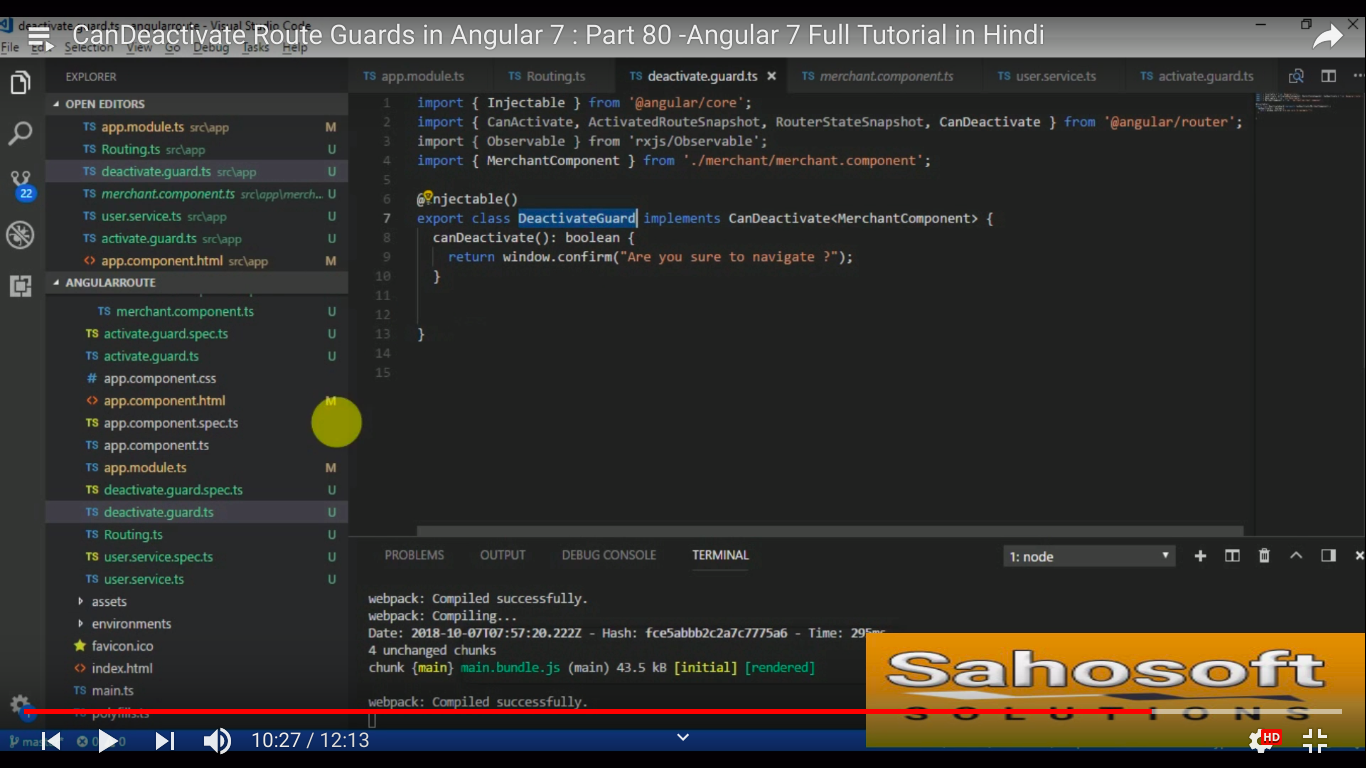 deactivate.guard.ts - angularroute - Visual Studio Code
CanDeactivate Route Guards in Angular 7 : Part 80 -Angular 7 Full Tutorial in Hindi
File Edit Selection View Go Debug Tasks Help
EXPLORER
TS app.module.ts TS Routing.ts TS deactivate.guard.ts × TS merchant.component.ts TS user.service.ts TS activate.guard.ts
OPEN EDITORS
TS app.module.ts src\app M
TS Routing.ts src\app U
TS deactivate.guard.ts src\app U
TS merchant.component.ts src\app\merch... U
TS user.service.ts src\app U
TS activate.guard.ts src\app U
<> app.component.html src\app M
22
ANGULARROUTE
TS merchant.component.ts U
TS activate.guard.spec.ts U
TS activate.guard.ts U
# app.component.css
<> app.component.html M
TS app.component.spec.ts
TS app.component.ts
TS app.module.ts M
TS deactivate.guard.spec.ts U
TS deactivate.guard.ts U
TS Routing.ts U
TS user.service.spec.ts U
TS user.service.ts U
assets
environments
favicon.ico
<> index.html
TS main.ts
TS polyfills.ts
1 import { Injectable } from '@angular/core';
2 import { CanActivate, ActivatedRouteSnapshot, RouterStateSnapshot, CanDeactivate } from '@angular/router';
3 import { Observable } from 'rxjs/Observable';
4 import { MerchantComponent } from './merchant/merchant.component';
5
6 @Injectable()
7 export class DeactivateGuard implements CanDeactivate<MerchantComponent> {
8 canDeactivate(): boolean {
9 return window.confirm("Are you sure to navigate ?");
10 }
11
12
13 }
14
15
PROBLEMS OUTPUT DEBUG CONSOLE TERMINAL 1: node
webpack: Compiled successfully.
webpack: Compiling...
Date: 2018-10-07T07:57:20.222Z - Hash: fce5abbb2c2a7c7775a6 - Time: 295ms
4 unchanged chunks
chunk {main} main.bundle.js (main) 43.5 kB [initial] [rendered]
webpack: Compiled successfully.
Sahosoft
SOLUTIONS
10:27 / 12:13
HD